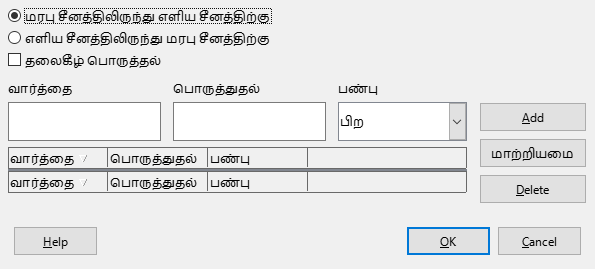 மரபு சீனத்திலிருந்து எளிய சீனத்திற்கு
எளிய சீனத்திலிருந்து மரபு சீனத்திற்கு
தலைகீழ் பொருத்தல்
வார்த்தை பொருத்துதல் பண்பு
பிற Add
வார்த்தை / பொருத்துதல் பண்பு மாற்றியமை
வார்த்தை / பொருத்துதல் பண்பு Delete
Help OK Cancel